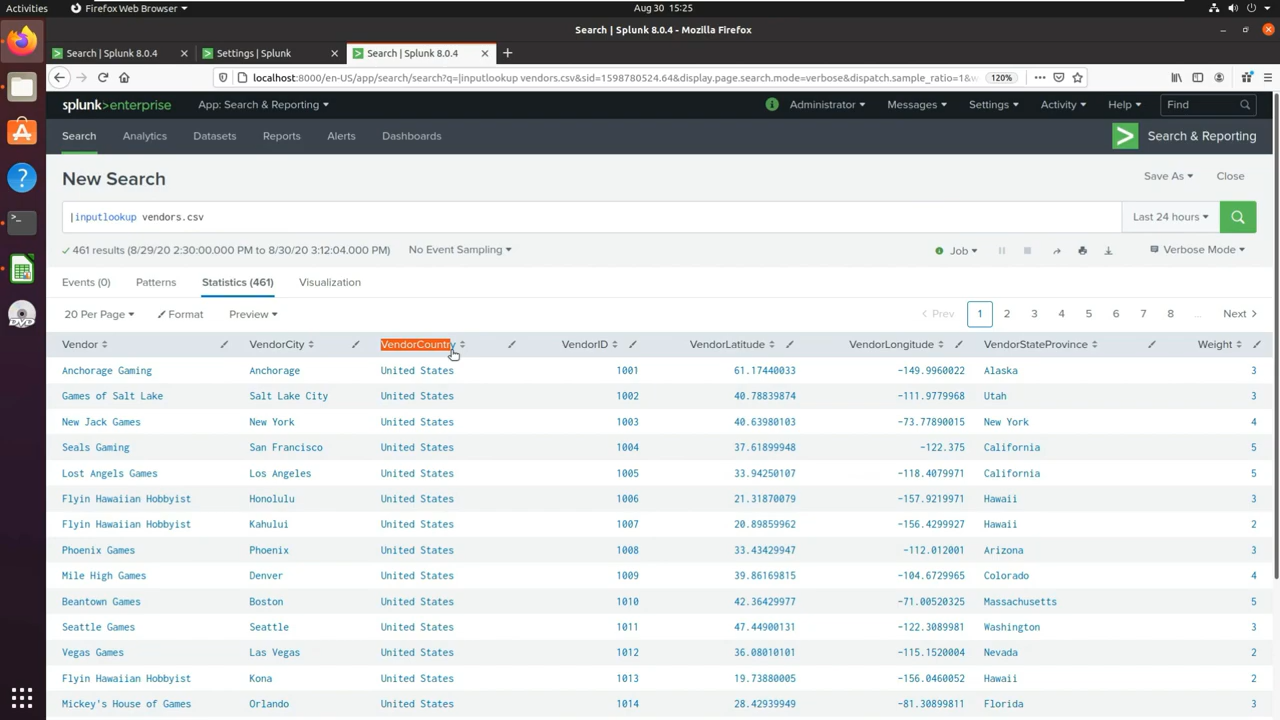 Activities Firefox Web Browser Aug 30 15:25
Search | Splunk 8.0.4 - Mozilla Firefox
Search | Splunk 8.0.4 Settings | Splunk Search | Splunk 8.0.4
localhost:8000/en-US/app/search/search?q=|inputlookup vendors.csv&sid=1598780524.64&display.page.search.mode=verbose&dispatch.sample_ratio=1&w 120%
splunk>enterprise App: Search & Reporting Administrator Messages Settings Activity Help Find
Search Analytics Datasets Reports Alerts Dashboards Search & Reporting
New Search Save As Close
|inputlookup vendors.csv Last 24 hours
461 results (8/29/20 2:30:00.000 PM to 8/30/20 3:12:04.000 PM) No Event Sampling Job Verbose Mode
Events (0) Patterns Statistics (461) Visualization
20 Per Page Format Preview < Prev 1 2 3 4 5 6 7 8 ... Next >
Vendor VendorCity VendorCountry VendorID VendorLatitude VendorLongitude VendorStateProvince Weight
Anchorage Gaming Anchorage United States 1001 61.17440033 -149.9960022 Alaska 3
Games of Salt Lake Salt Lake City United States 1002 40.78839874 -111.9779968 Utah 3
New Jack Games New York United States 1003 40.63980103 -73.77890015 New York 4
Seals Gaming San Francisco United States 1004 37.61899948 -122.375 California 5
Lost Angels Games Los Angeles United States 1005 33.94250107 -118.4079971 California 5
Flyin Hawaiian Hobbyist Honolulu United States 1006 21.31870079 -157.9219971 Hawaii 3
Flyin Hawaiian Hobbyist Kahului United States 1007 20.89859962 -156.4299927 Hawaii 2
Phoenix Games Phoenix United States 1008 33.43429947 -112.012001 Arizona 3
Mile High Games Denver United States 1009 39.86169815 -104.6729965 Colorado 4
Beantown Games Boston United States 1010 42.36429977 -71.00520325 Massachusetts 5
Seattle Games Seattle United States 1011 47.44900131 -122.3089981 Washington 3
Vegas Games Las Vegas United States 1012 36.08010101 -115.1520004 Nevada 2
Flyin Hawaiian Hobbyist Kona United States 1013 19.73880005 -156.0460052 Hawaii 2
Mickey's House of Games Orlando United States 1014 28.42939949 -81.30899811 Florida 3